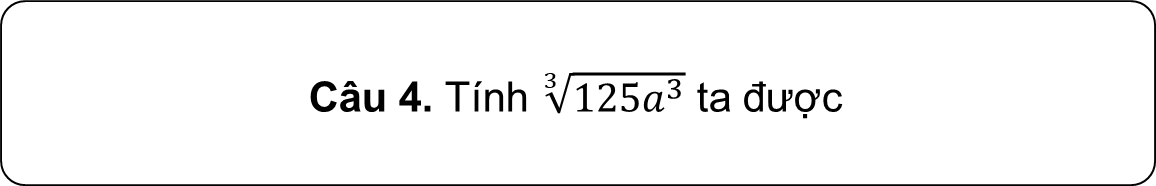 Câu 4. Tính ∛125a³ ta được